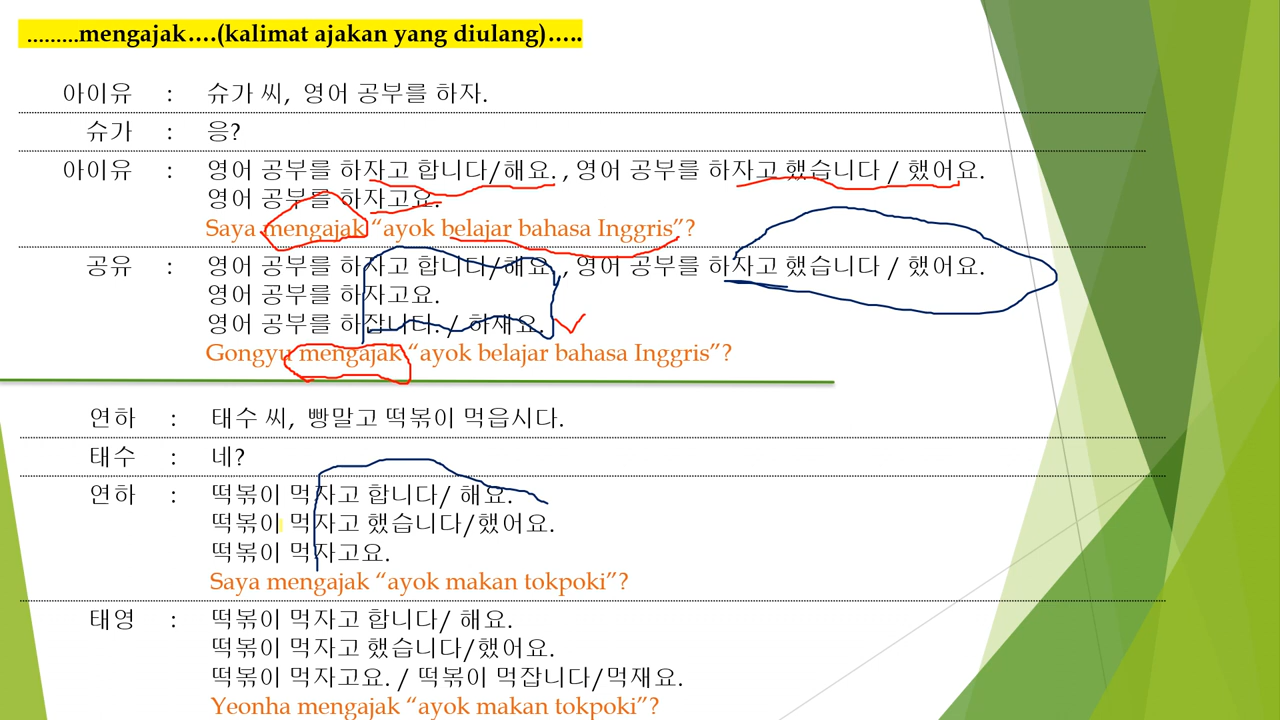 .........mengajak....(kalimat ajakan yang diulang).....
아이유 : 슈가 씨, 영어 공부를 하자.
슈가 : 응?
아이유 : 영어 공부를 하자고 합니다/해요. , 영어 공부를 하자고 했습니다 / 했어요.
영어 공부를 하자고요.
Saya mengajak “ayok belajar bahasa Inggris”?
공유 : 영어 공부를 하자고 합니다/해요. , 영어 공부를 하자고 했습니다 / 했어요.
영어 공부를 하자고요.
영어 공부를 하잡니다. / 하재요.
Gongyu mengajak “ayok belajar bahasa Inggris”?
연하 : 태수 씨, 빵말고 떡볶이 먹읍시다.
태수 : 네?
연하 : 떡볶이 먹자고 합니다/ 해요.
떡볶이 먹자고 했습니다/했어요.
떡볶이 먹자고요.
Saya mengajak “ayok makan tokpoki”?
태영 : 떡볶이 먹자고 합니다/ 해요.
떡볶이 먹자고 했습니다/했어요.
떡볶이 먹자고요. / 떡볶이 먹잡니다/먹재요.
Yeonha mengajak “ayok makan tokpoki”?